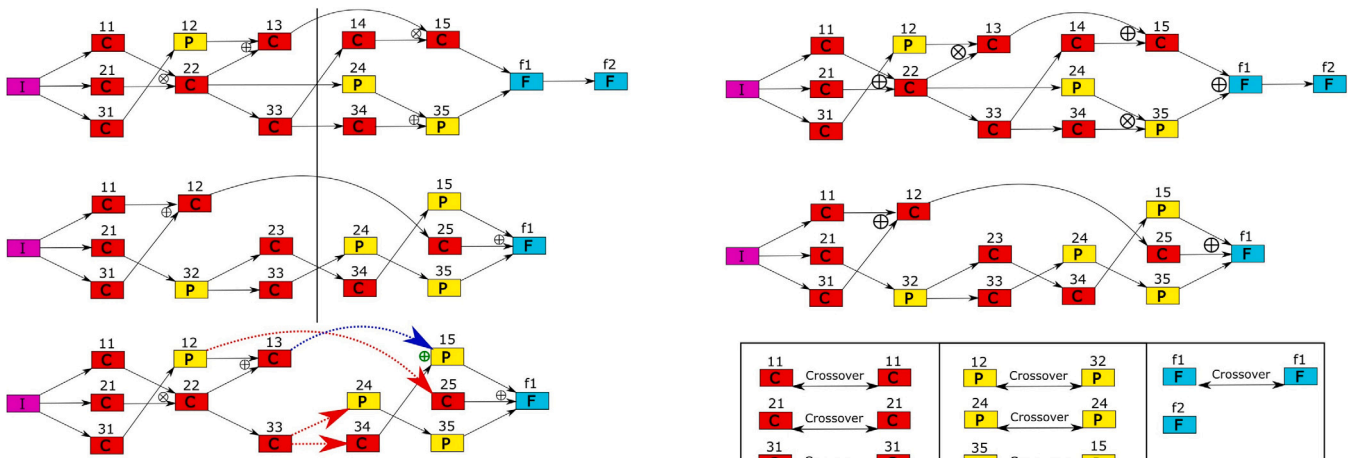 11 12 13 14 15
C P ⊕ C C ⊗ C
21 22 24 f1 f2
I C ⊗ C P F F
31 33 34 35
C C C ⊕ P
11 12 15
C ⊕ C P
21 23 24 25 f1
I C C P C ⊕ F
31 32 33 34 35
C P C C P
11 12 13 15
C P ⊕ C ⊕ P
21 22 24 25 f1
I C ⊗ C P C ⊕ F
31 33 34 35
C C C P
11 12 13 14 15
C P ⊗ C C ⊕ C
21 22 24 f1 f2
I C ⊕ C P ⊕ F F
31 33 34 35
C C C ⊗ P
11 12 15
C ⊕ C P
21 23 24 25 f1
I C C P C ⊕ F
31 32 33 34 35
C P C C P
11 11 12 32 f1 f1
C Crossover C P Crossover P F Crossover F
21 21 24 24 f2
C Crossover C P Crossover P F
31 31 35 15